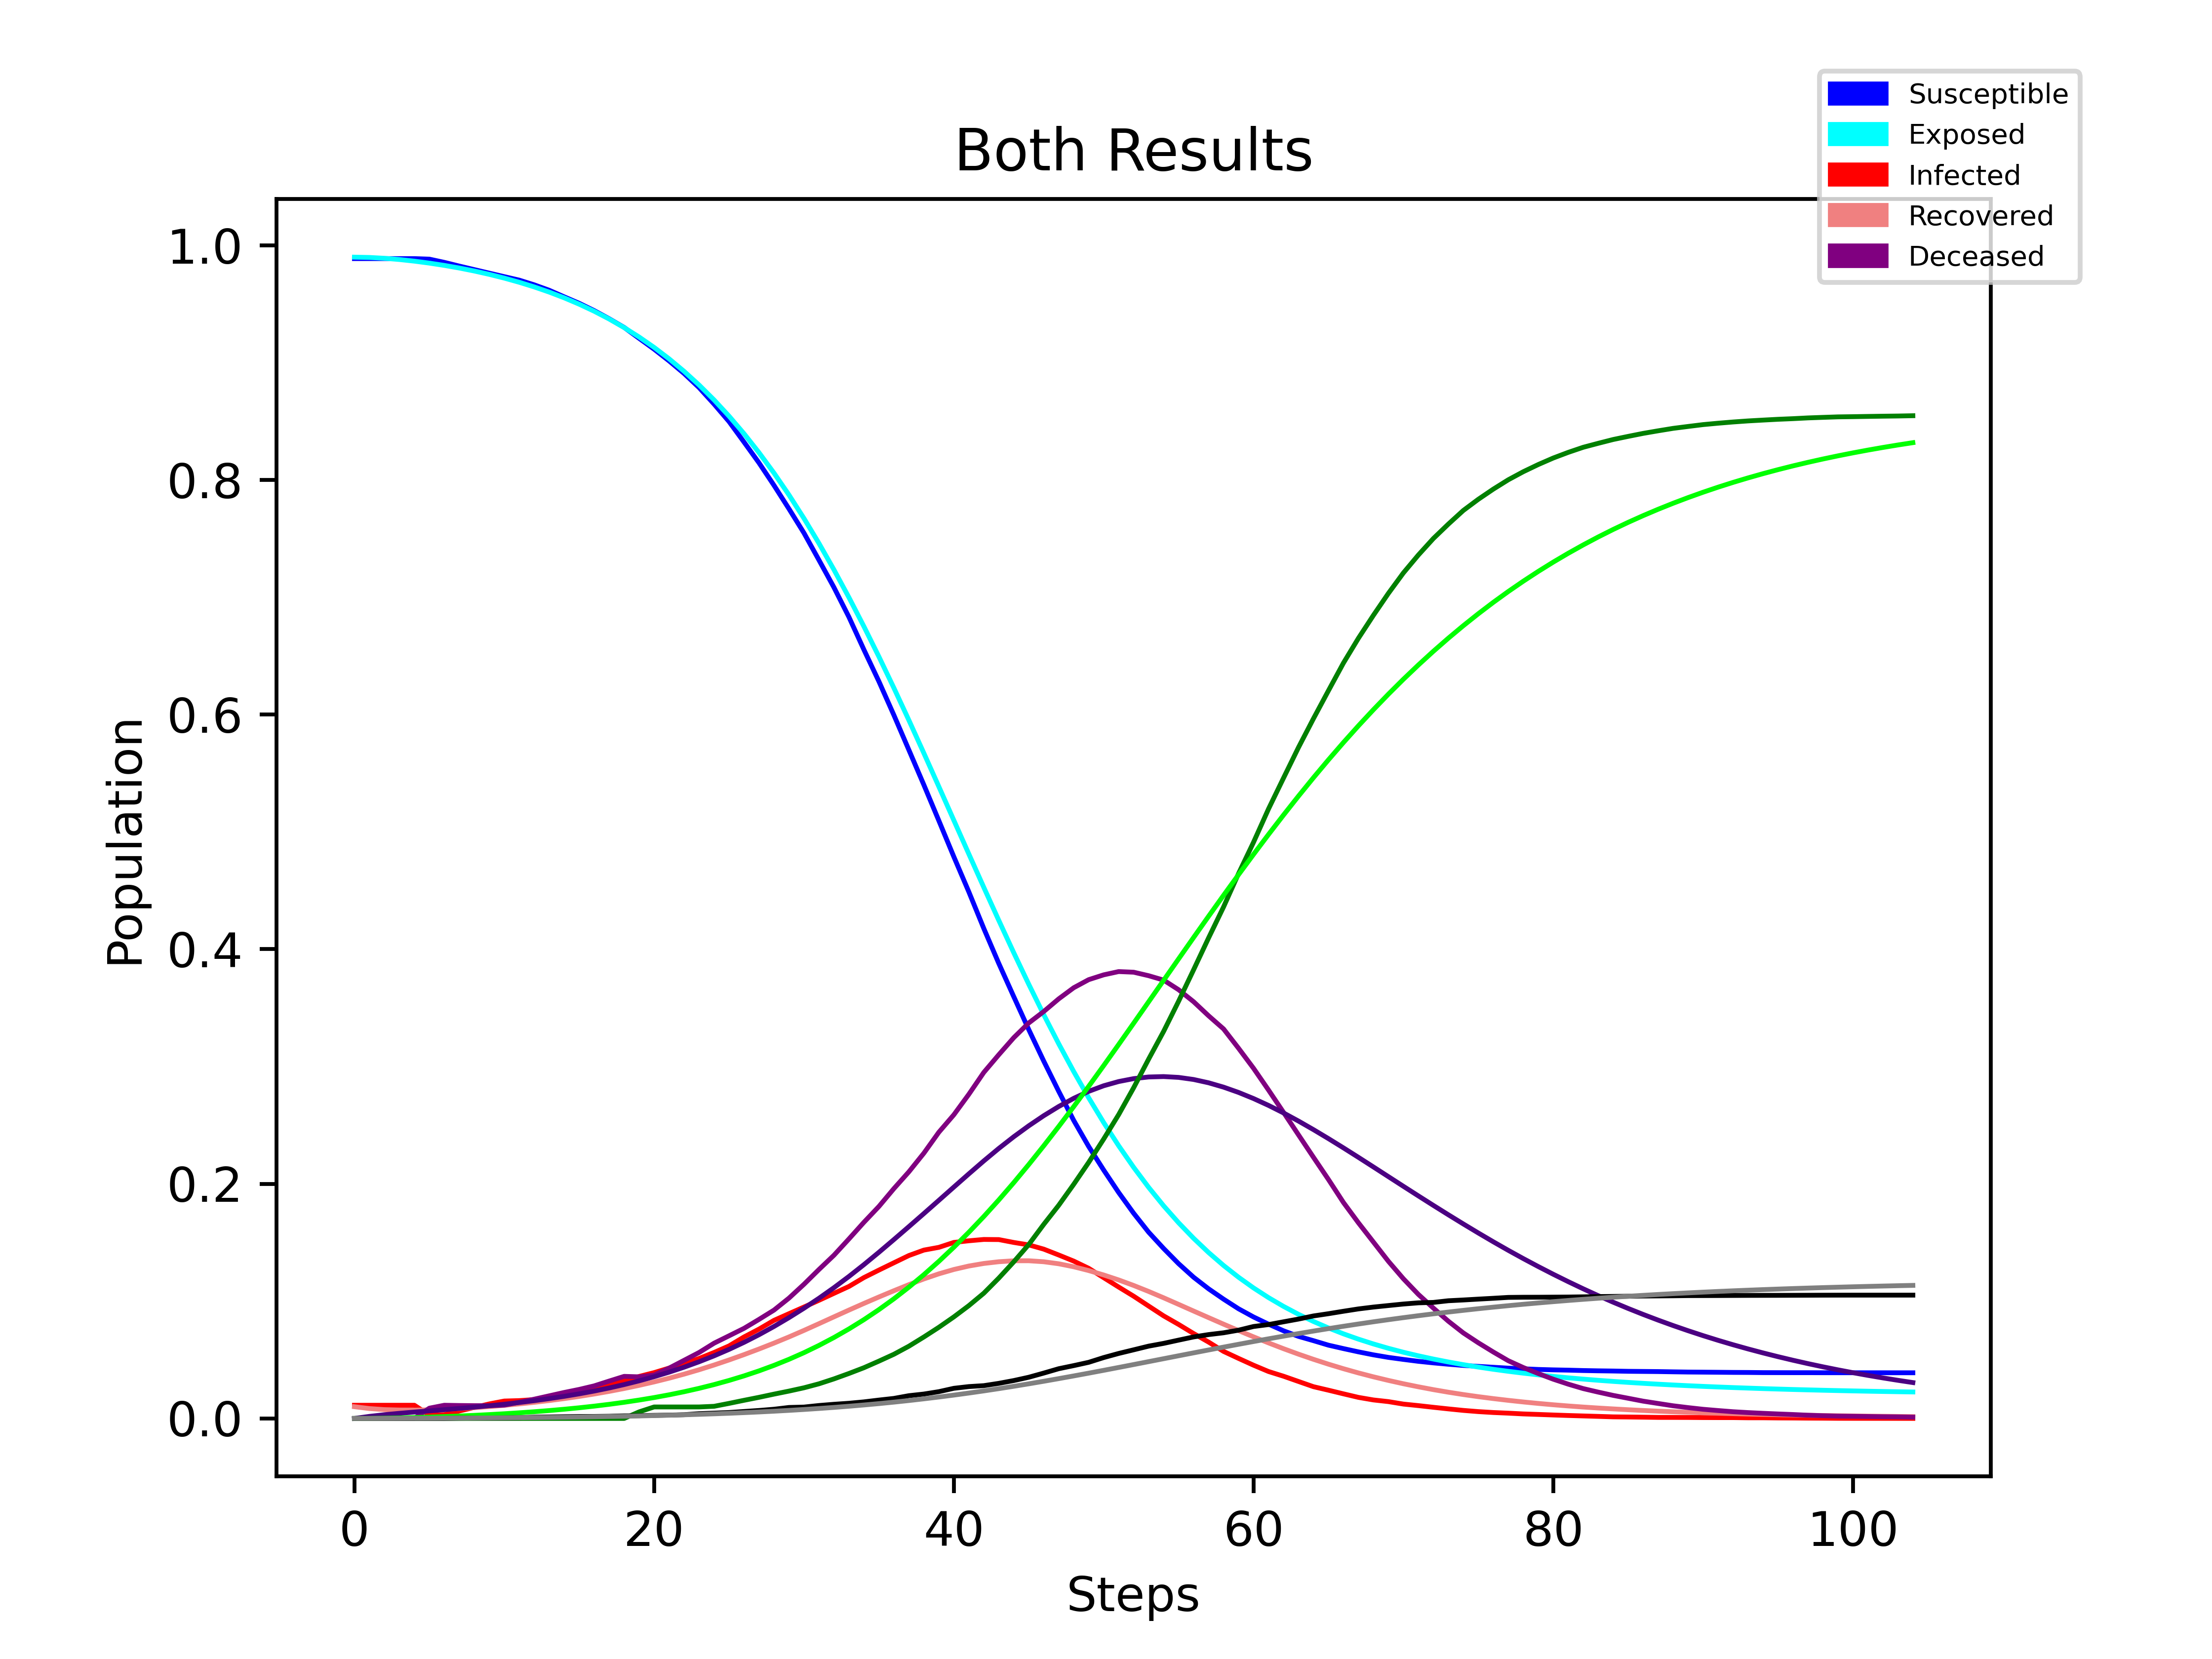 Both Results
Susceptible
Exposed
Infected
Recovered
Deceased
Population
1.0
0.8
0.6
0.4
0.2
0.0
0 20 40 60 80 100
Steps